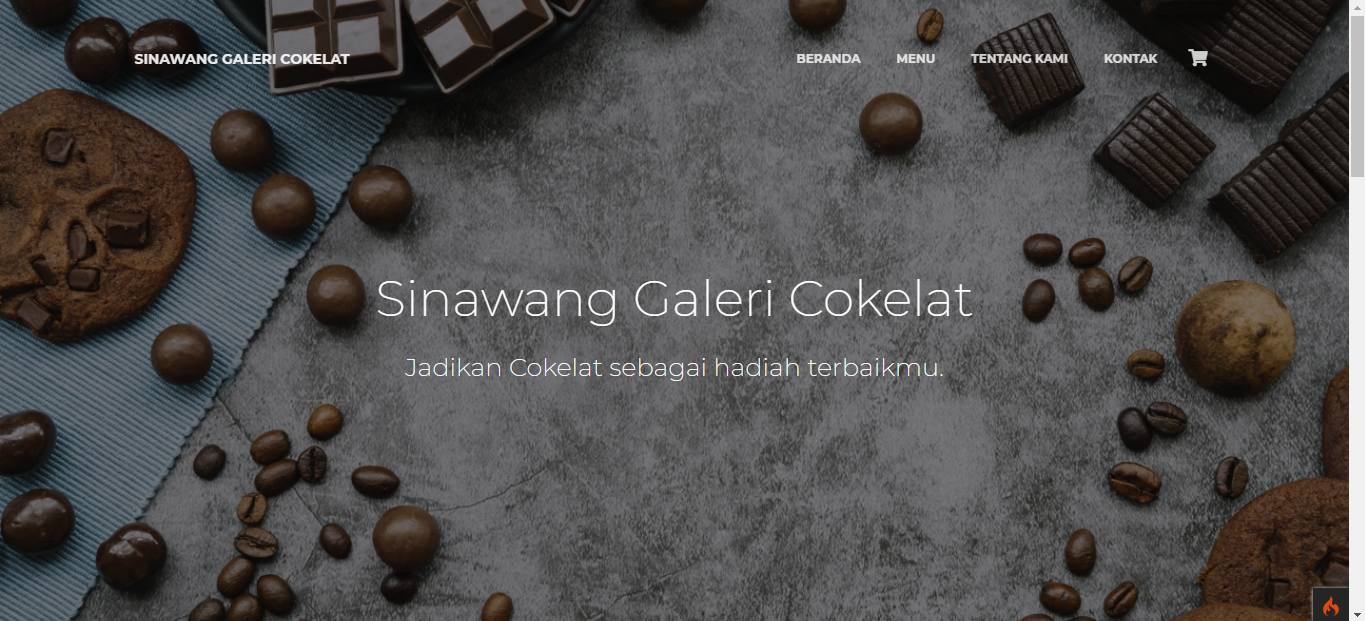 SINAWANG GALERI COKELAT
BERANDA MENU TENTANG KAMI KONTAK
Sinawang Galeri Cokelat
Jadikan Cokelat sebagai hadiah terbaikmu.